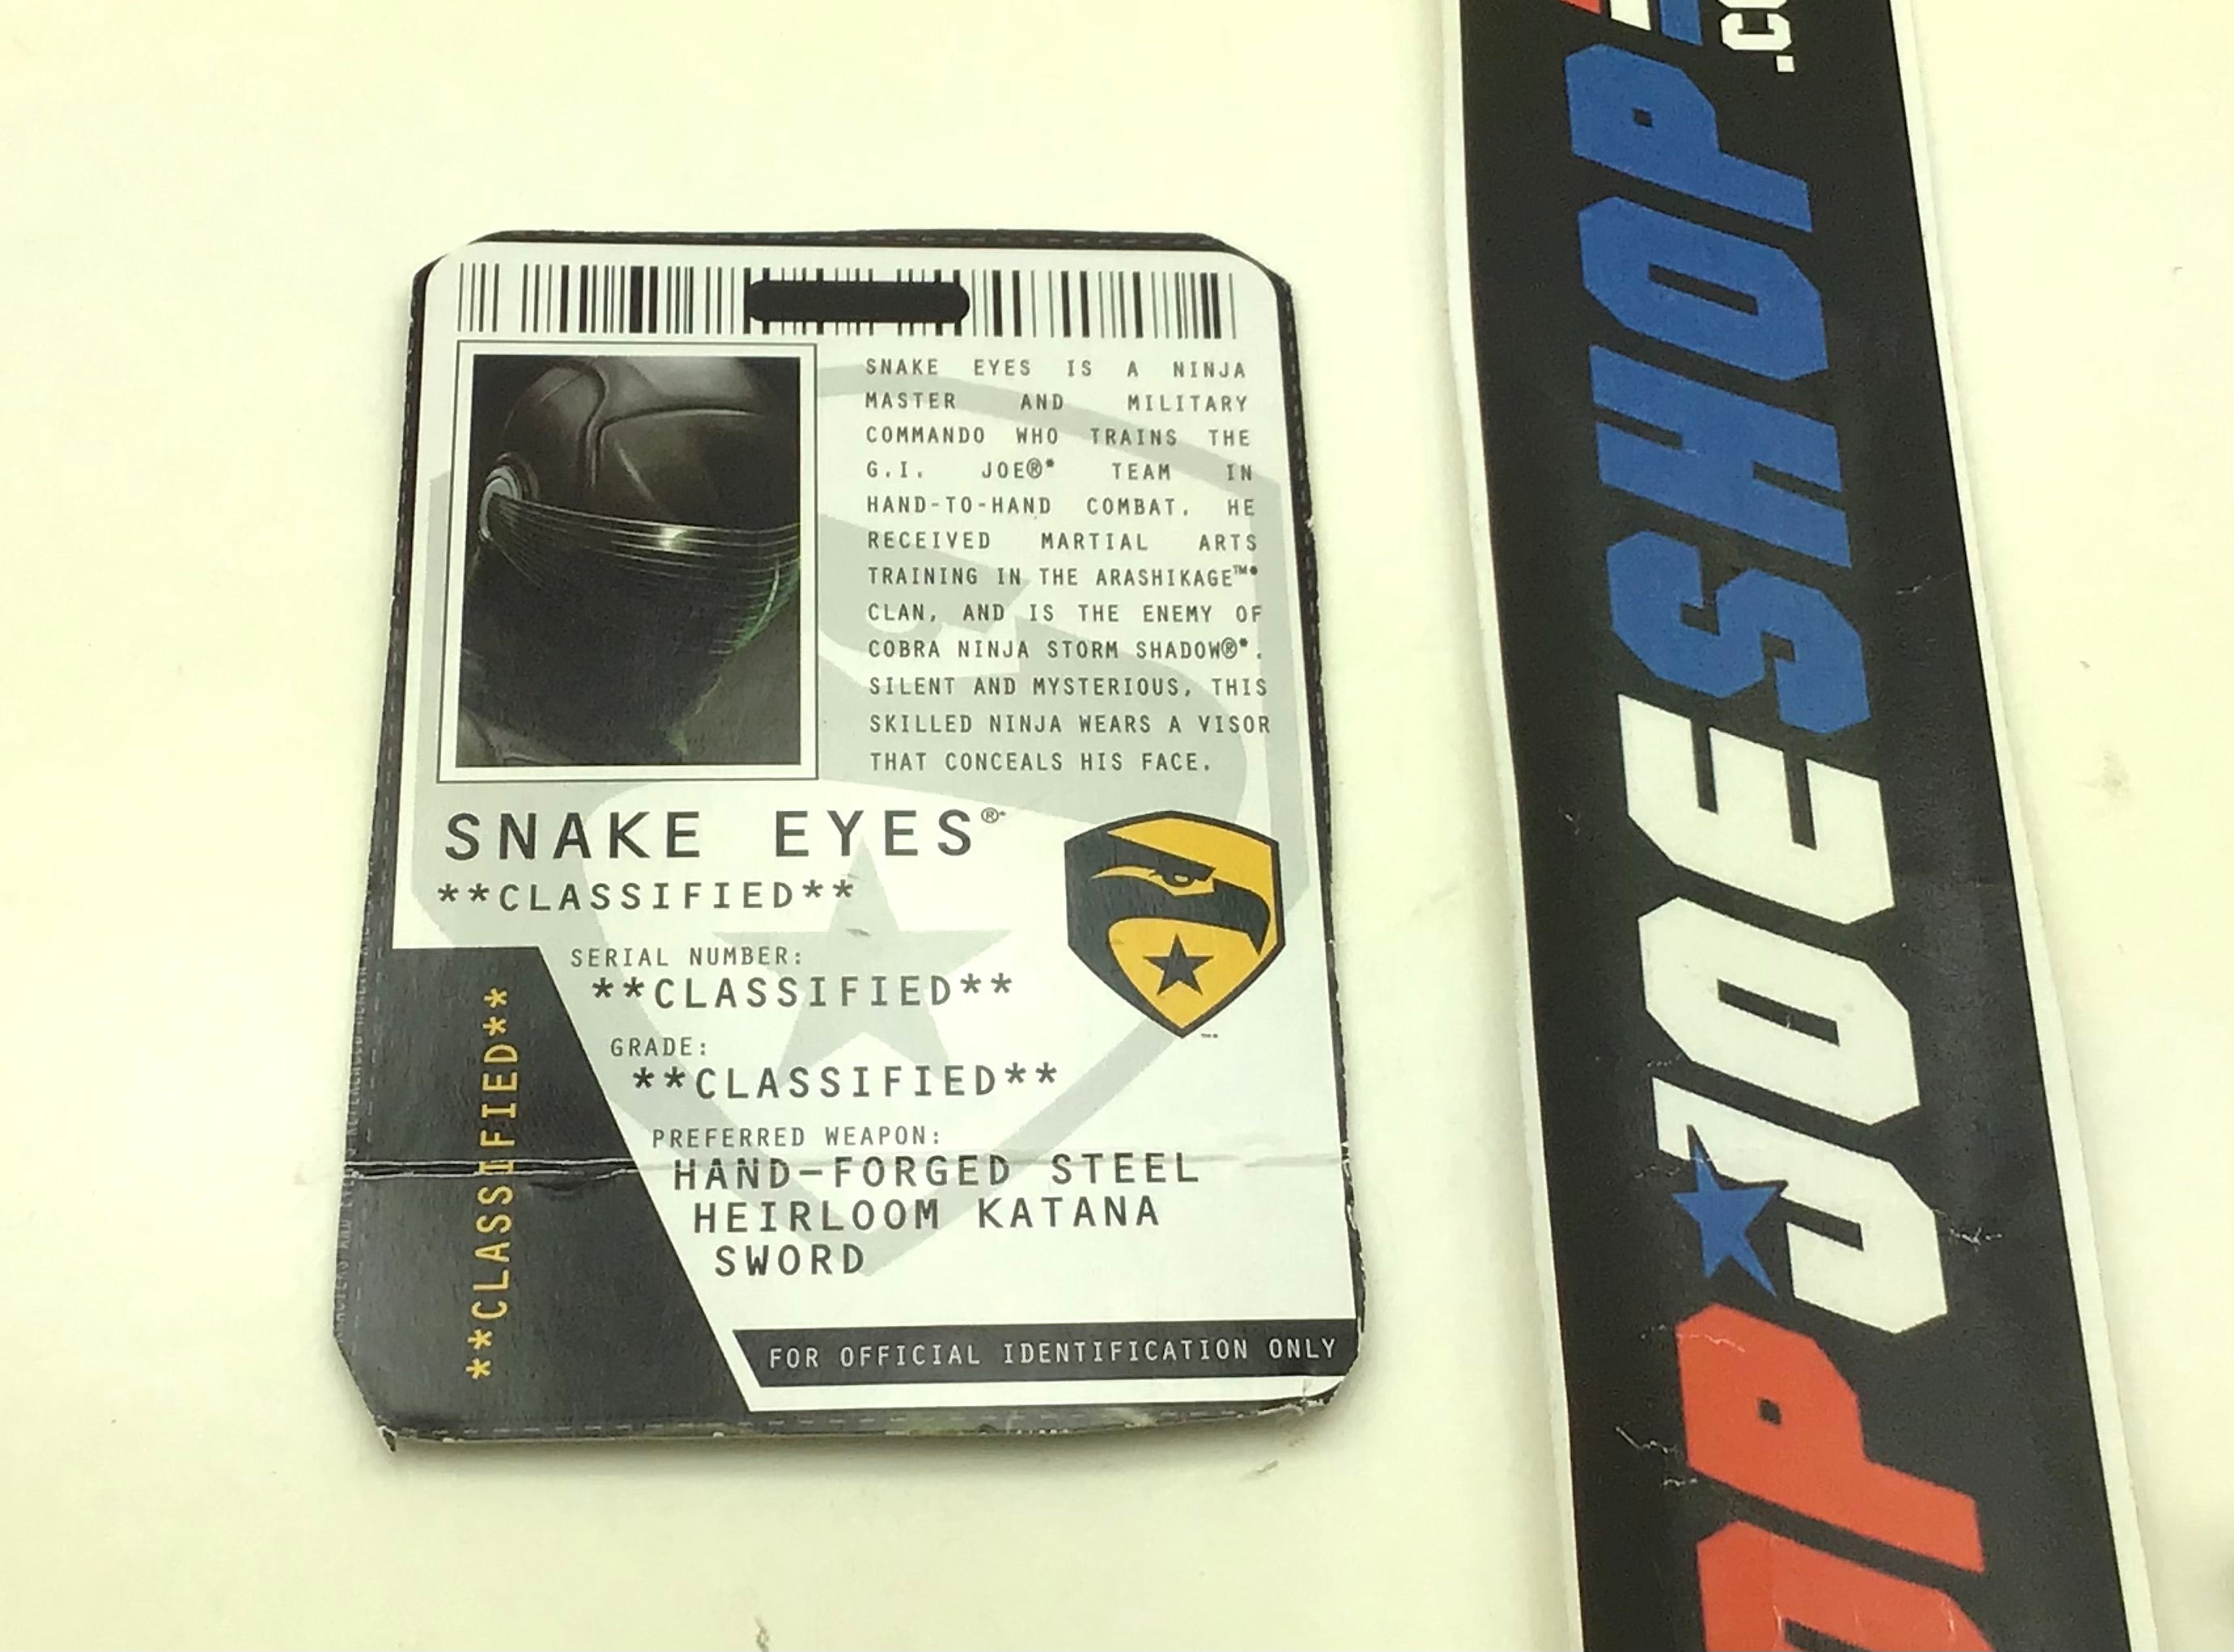 SNAKE EYES IS A NINJA
MASTER AND MILITARY
COMMANDO WHO TRAINS THE
G.I. JOE®* TEAM IN
HAND-TO-HAND COMBAT. HE
RECEIVED MARTIAL ARTS
TRAINING IN THE ARASHIKAGE™*
CLAN, AND IS THE ENEMY OF
COBRA NINJA STORM SHADOW®*.
SILENT AND MYSTERIOUS, THIS
SKILLED NINJA WEARS A VISOR
THAT CONCEALS HIS FACE.
SNAKE EYES®*
**CLASSIFIED**
SERIAL NUMBER:
**CLASSIFIED**
GRADE:
**CLASSIFIED**
PREFERRED WEAPON:
HAND-FORGED STEEL
HEIRLOOM KATANA
SWORD
**CLASSIFIED**
FOR OFFICIAL IDENTIFICATION ONLY
™
JOESHOP